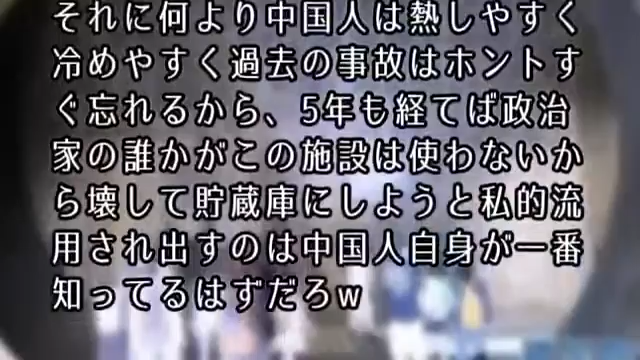 それに何より中国人は熱しやすく
冷めやすく過去の事故はホントす
ぐ忘れるから、5年も経てば政治
家の誰かがこの施設は使わないか
ら壊して貯蔵庫にしようと私的流
用され出すのは中国人自身が一番
知ってるはずだろw